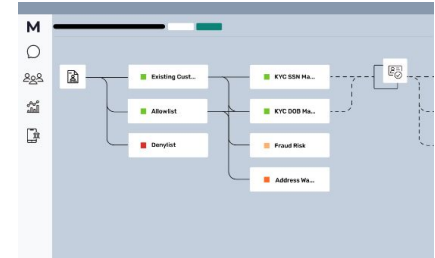 M
Existing Cust...
KYC SSN Ma...
Allowlist
KYC DOB Ma...
Denylist
Fraud Risk
Address Wa...